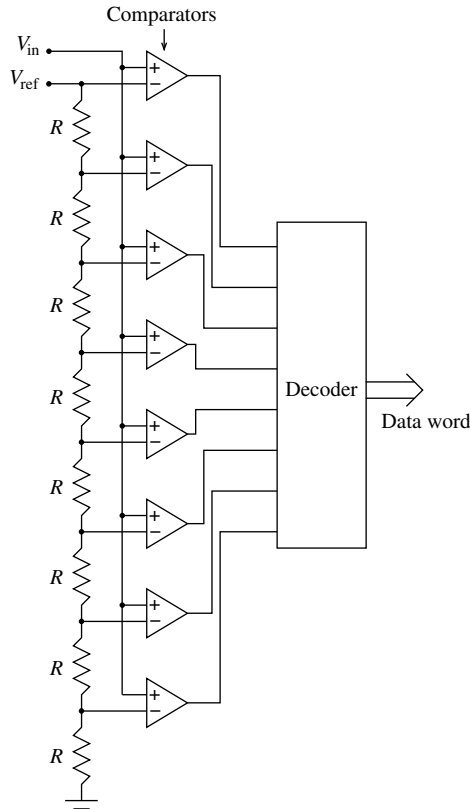 Comparators
V_in
V_ref
+
−
R
+
−
R
+
−
R
+
−
R
Decoder
Data word
+
−
R
+
−
R
+
−
R
+
−
R